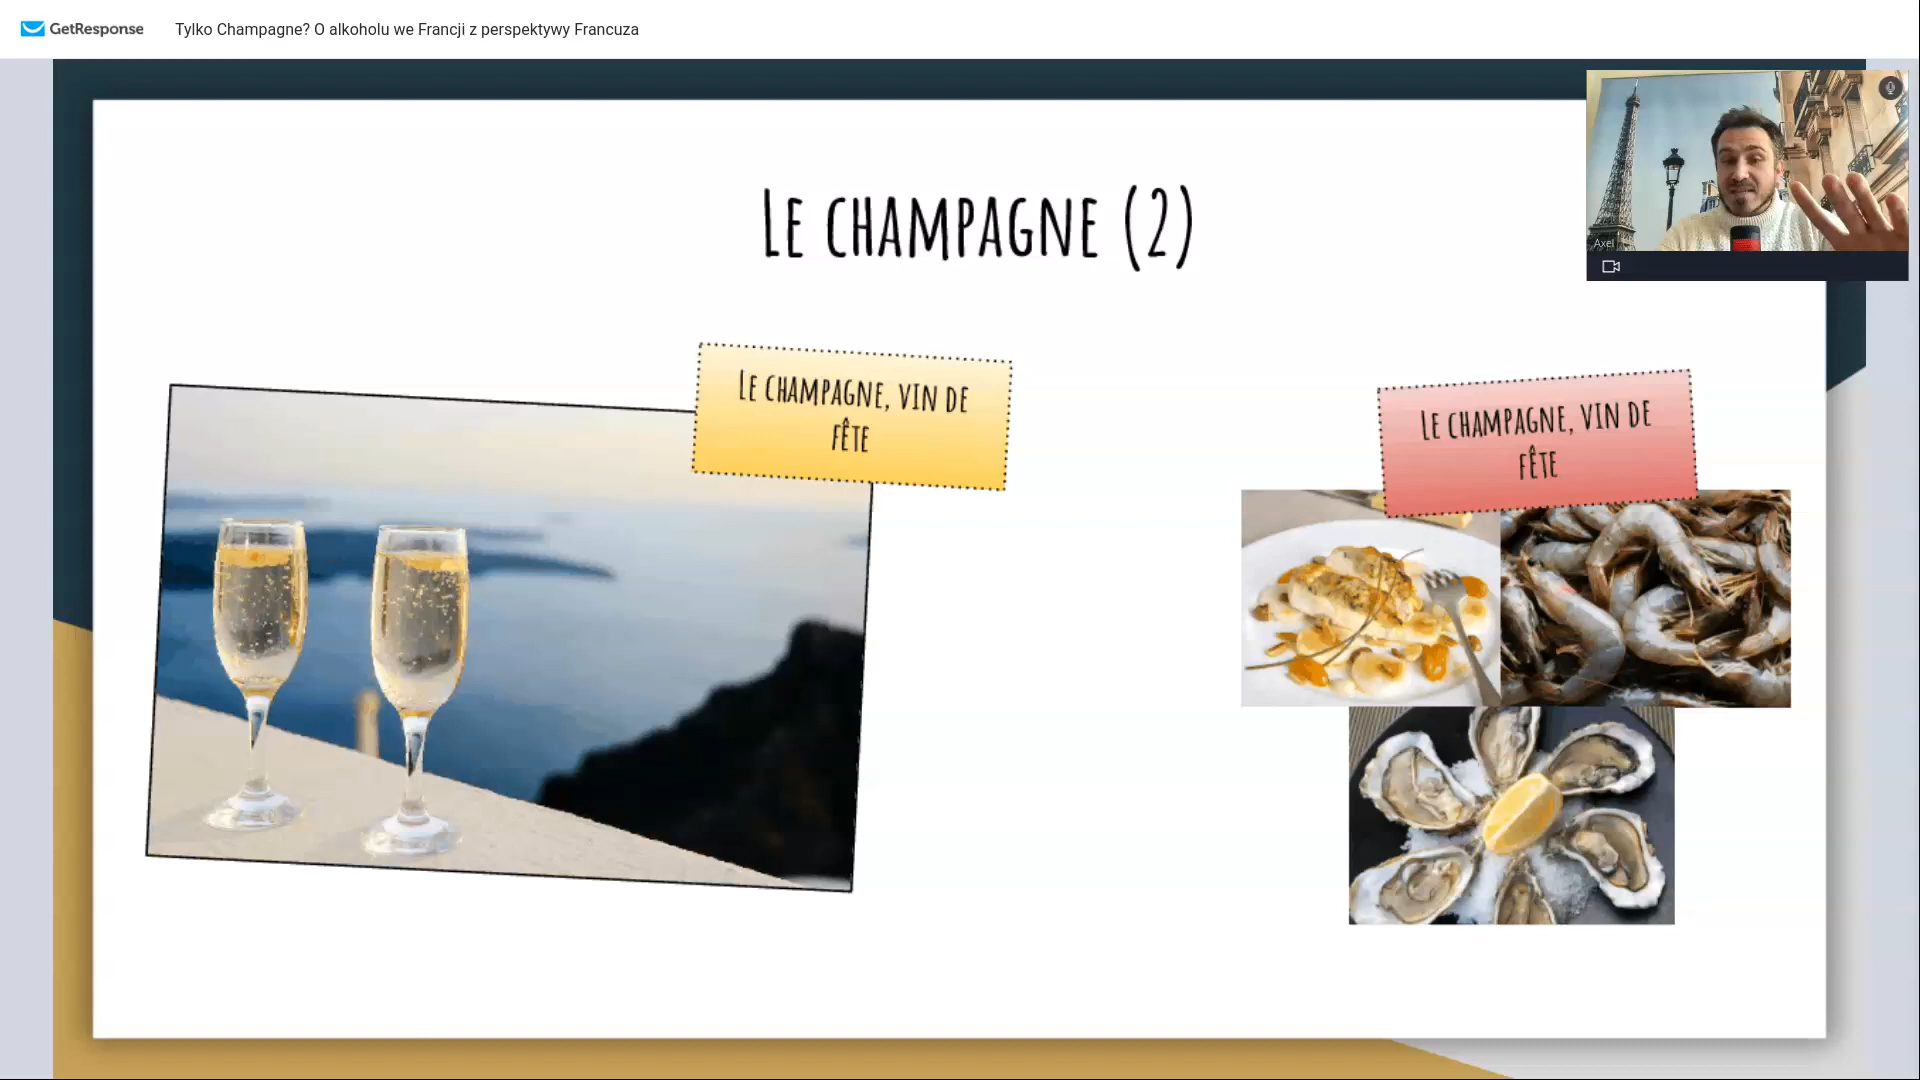 GetResponse
Tylko Champagne? O alkoholu we Francji z perspektywy Francuza
Axel
Le champagne (2)
Le champagne, vin de
fête
Le champagne, vin de
fête